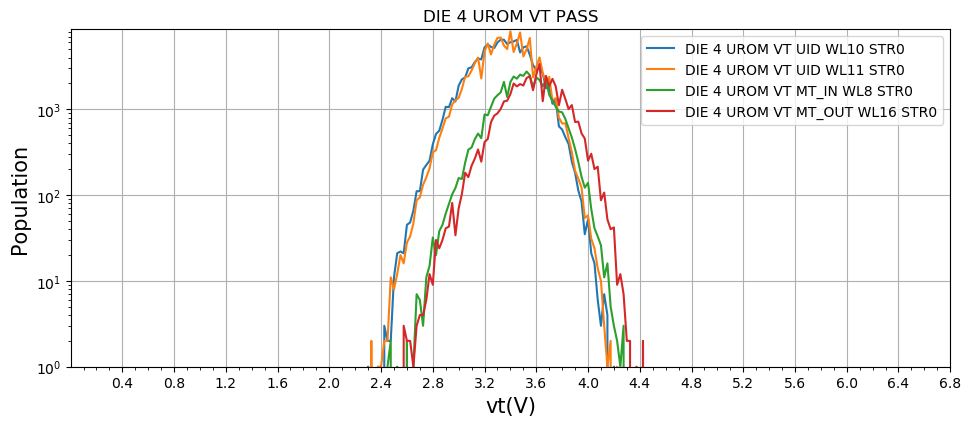 DIE 4 UROM VT PASS
DIE 4 UROM VT UID WL10 STR0
DIE 4 UROM VT UID WL11 STR0
DIE 4 UROM VT MT_IN WL8 STR0
DIE 4 UROM VT MT_OUT WL16 STR0
Population
10³
10²
10¹
10⁰
0.4 0.8 1.2 1.6 2.0 2.4 2.8 3.2 3.6 4.0 4.4 4.8 5.2 5.6 6.0 6.4 6.8
vt(V)